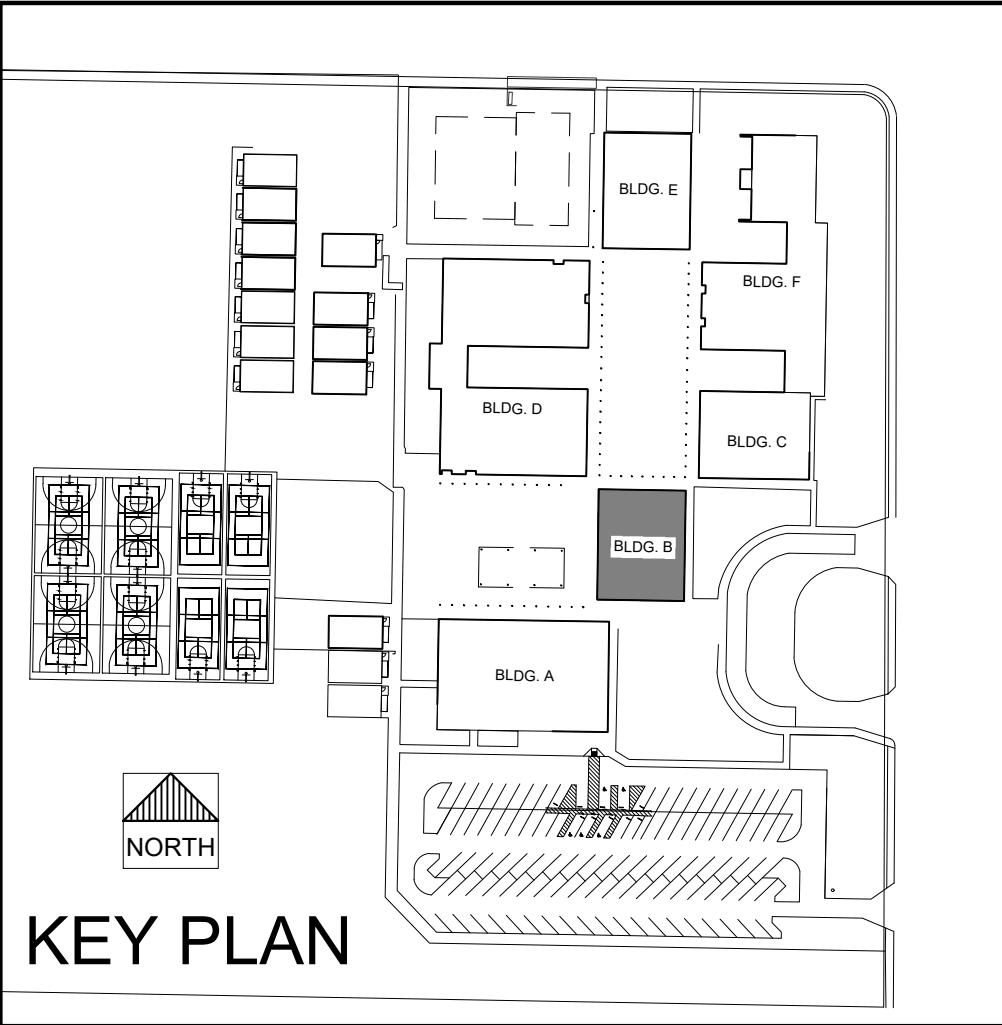 BLDG. E
BLDG. F
BLDG. D
BLDG. C
BLDG. B
BLDG. A
NORTH
KEY PLAN